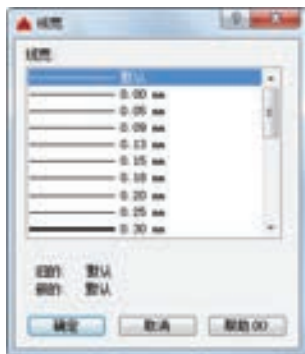 线宽
线宽
默认
0.00 mm
0.05 mm
0.09 mm
0.13 mm
0.15 mm
0.18 mm
0.20 mm
0.25 mm
0.30 mm
旧的: 默认
新的: 默认
确定 取消 帮助(H)